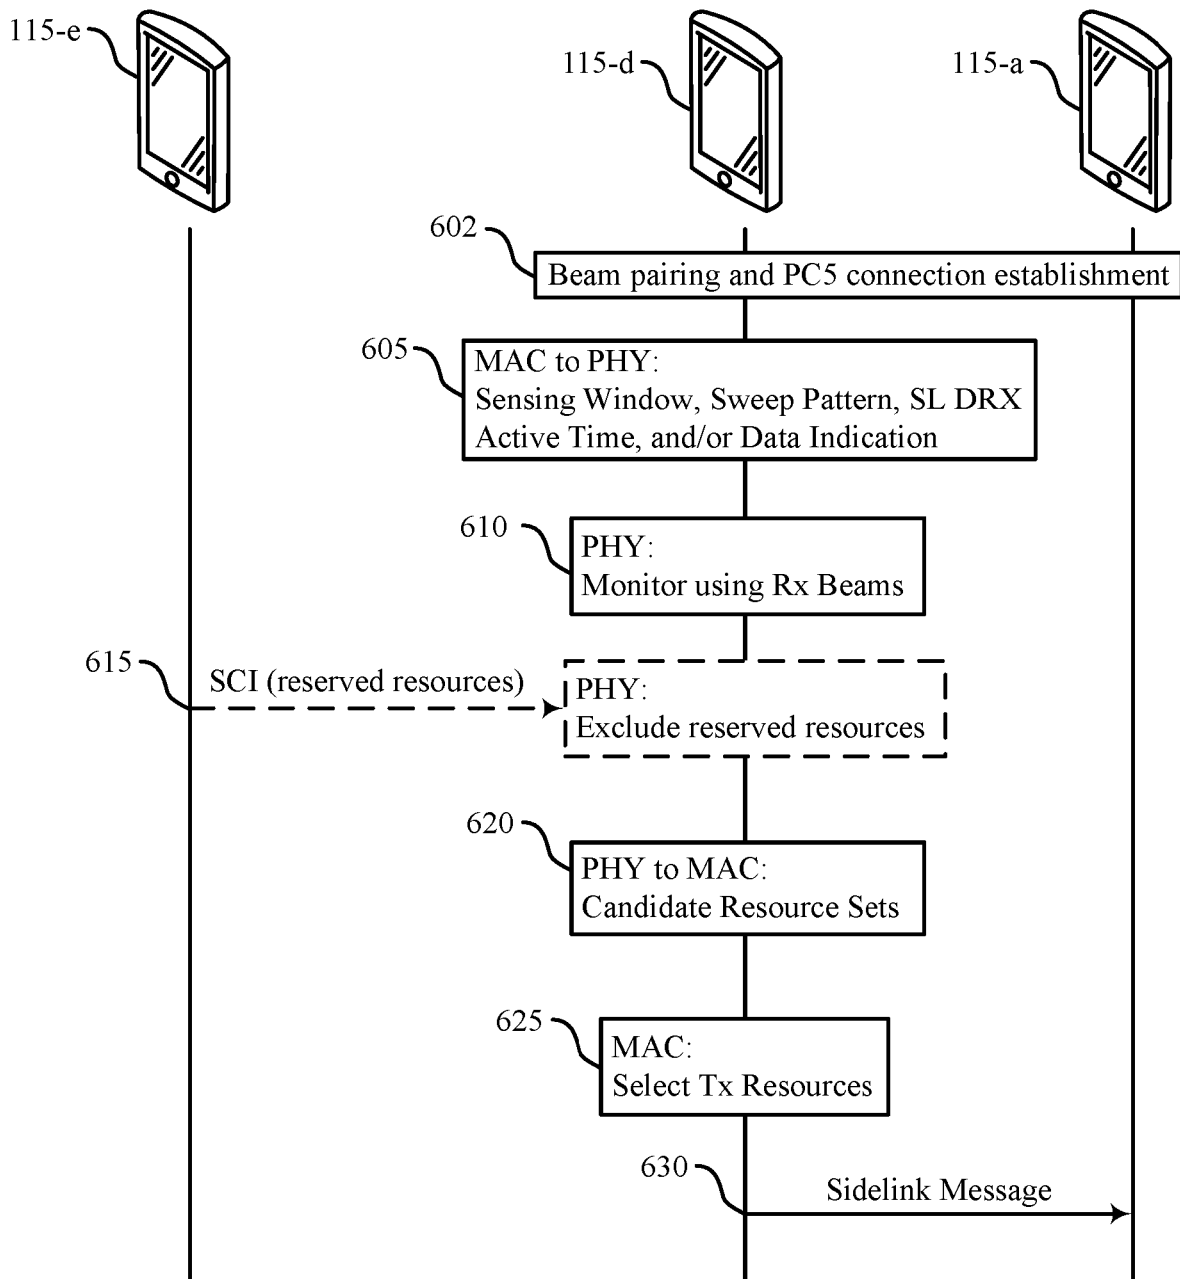 115-e
115-d
115-a
602
Beam pairing and PC5 connection establishment
605
MAC to PHY:
Sensing Window, Sweep Pattern, SL DRX
Active Time, and/or Data Indication
610
PHY:
Monitor using Rx Beams
615
SCI (reserved resources)
PHY:
Exclude reserved resources
620
PHY to MAC:
Candidate Resource Sets
625
MAC:
Select Tx Resources
630
Sidelink Message